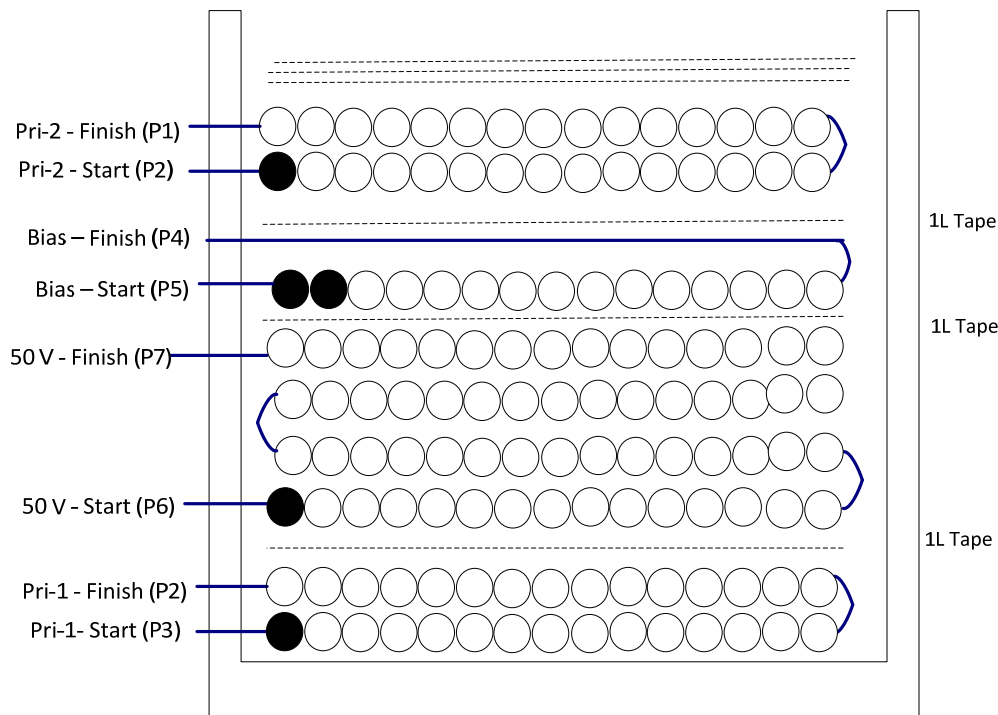 Pri-2 - Finish (P1)
Pri-2 - Start (P2)
1L Tape
Bias – Finish (P4)
Bias – Start (P5)
1L Tape
50 V - Finish (P7)
50 V - Start (P6)
1L Tape
Pri-1 - Finish (P2)
Pri-1- Start (P3)